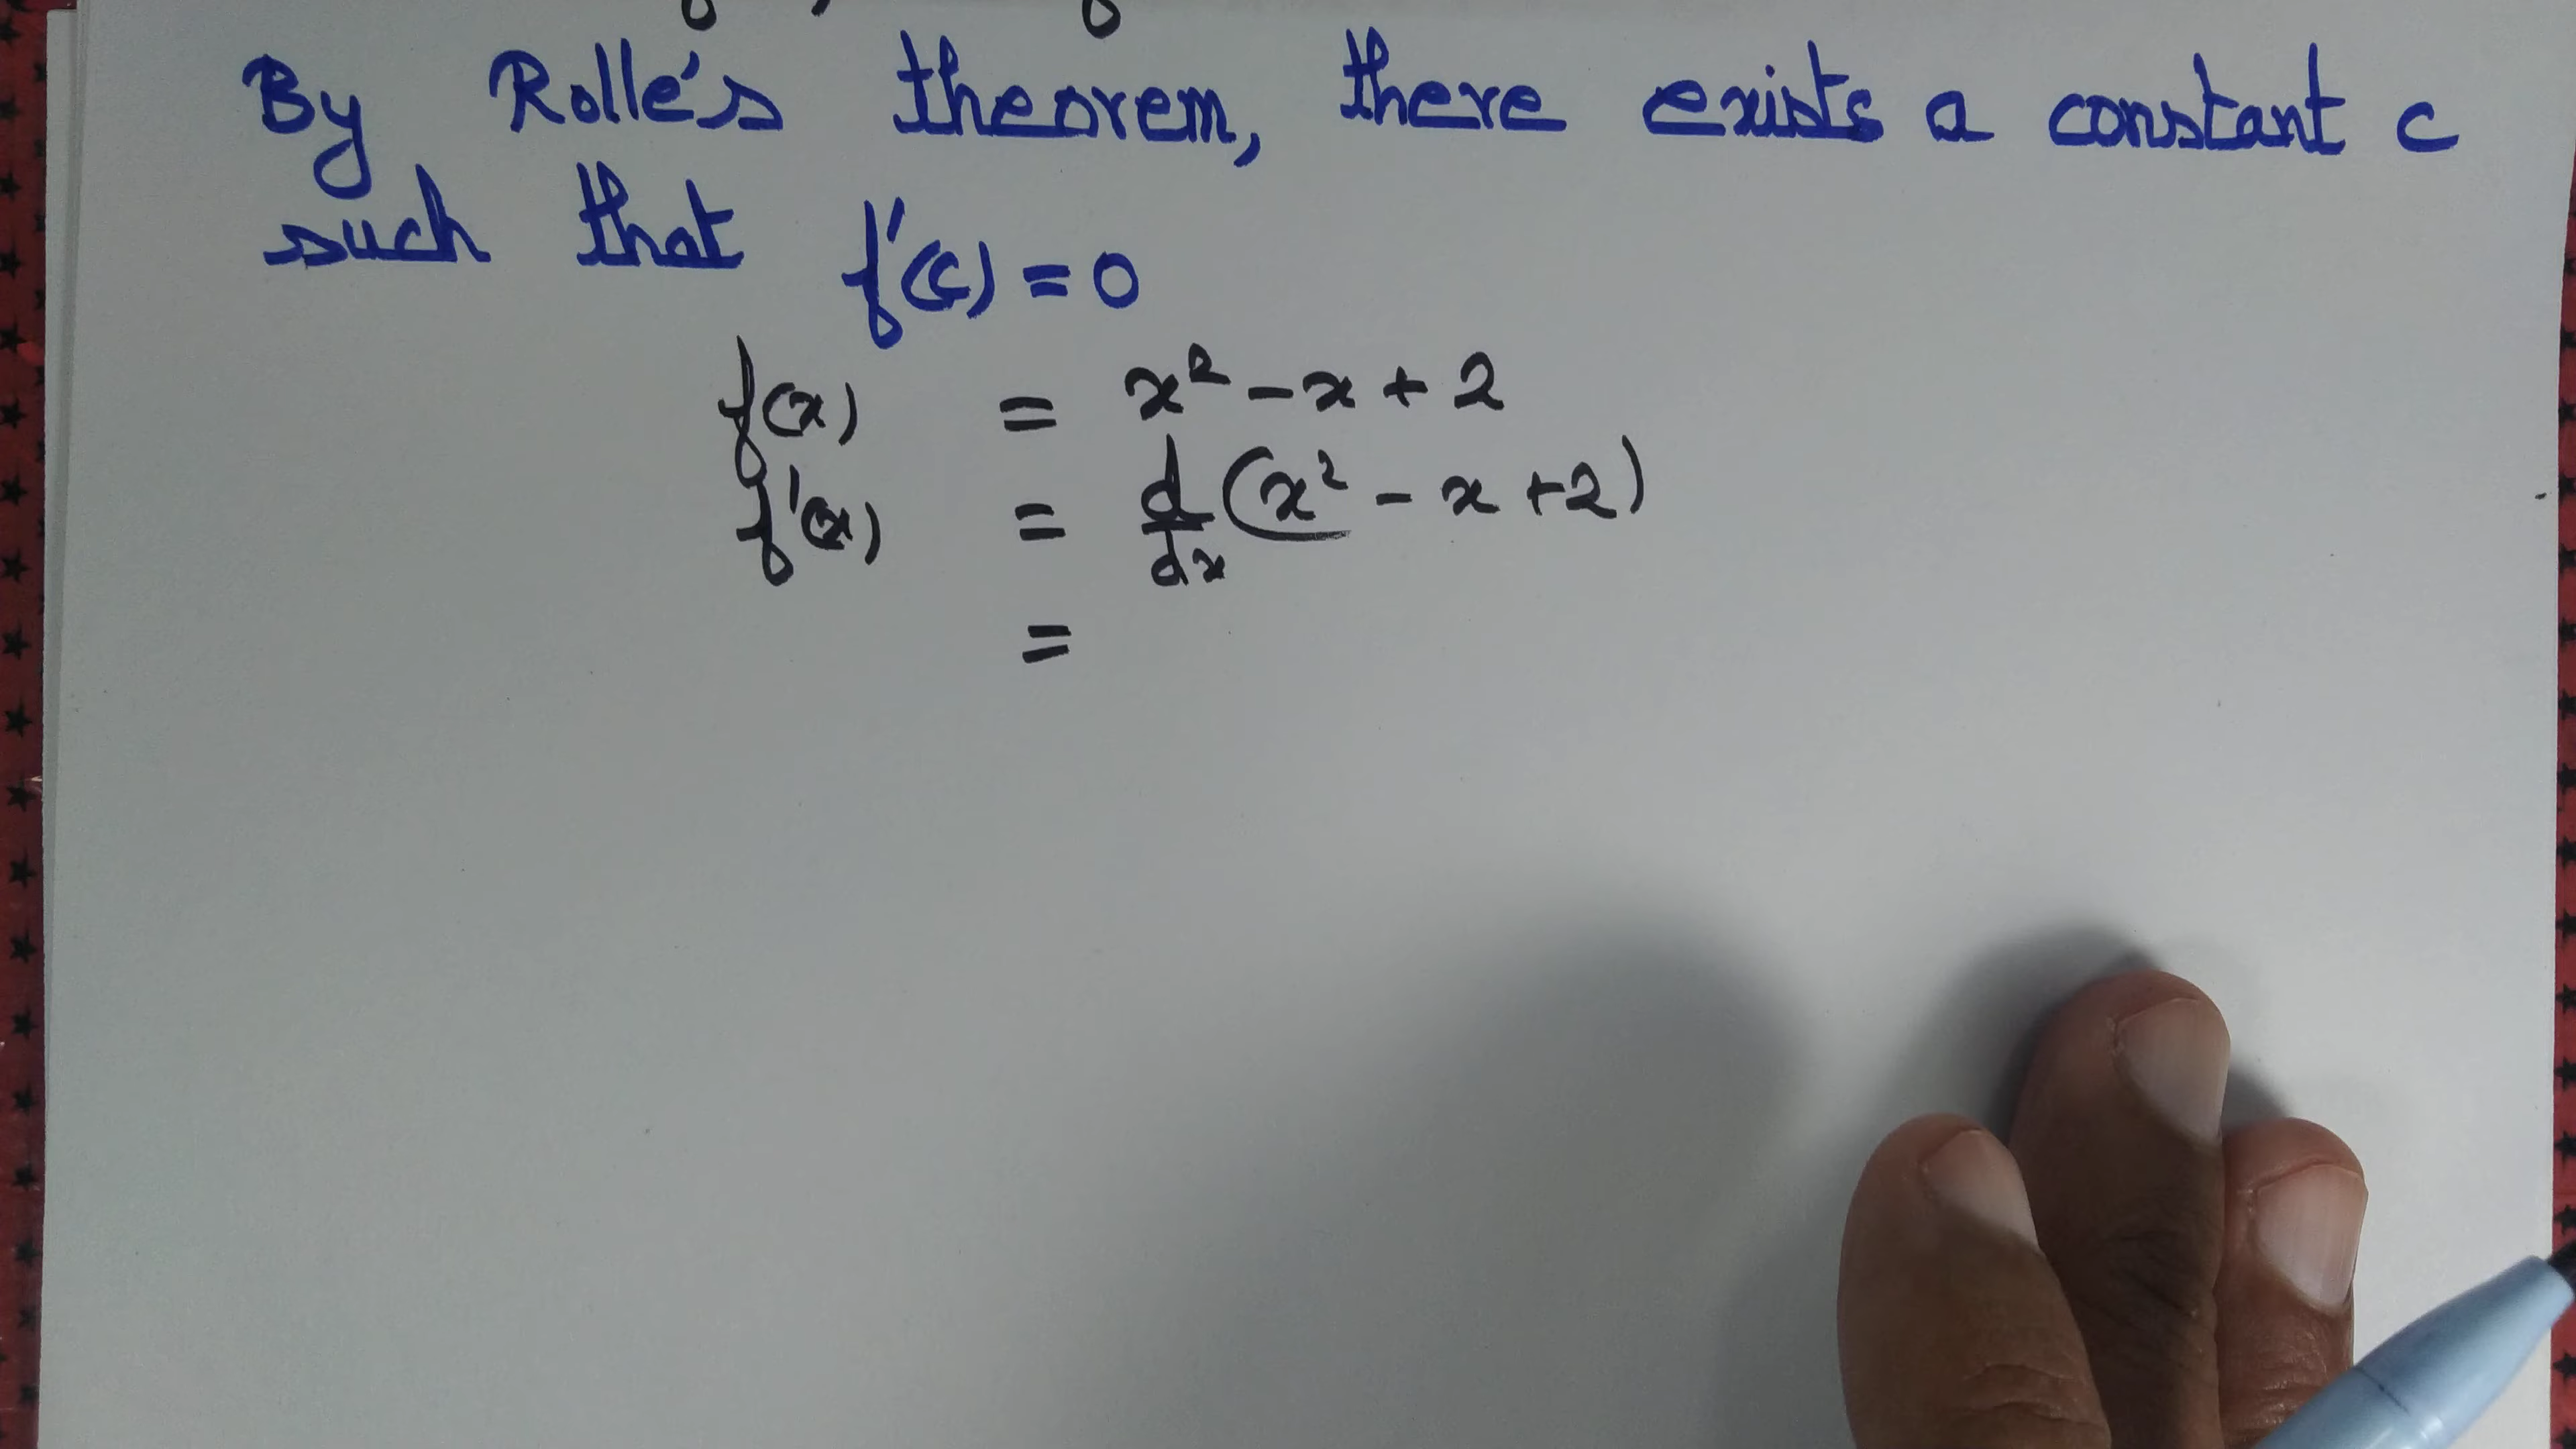 By Rolle's theorem, there exists a constant c
such that f'(c) = 0
f(x) = x² - x + 2
f'(x) = d/dx (x² - x + 2)
=